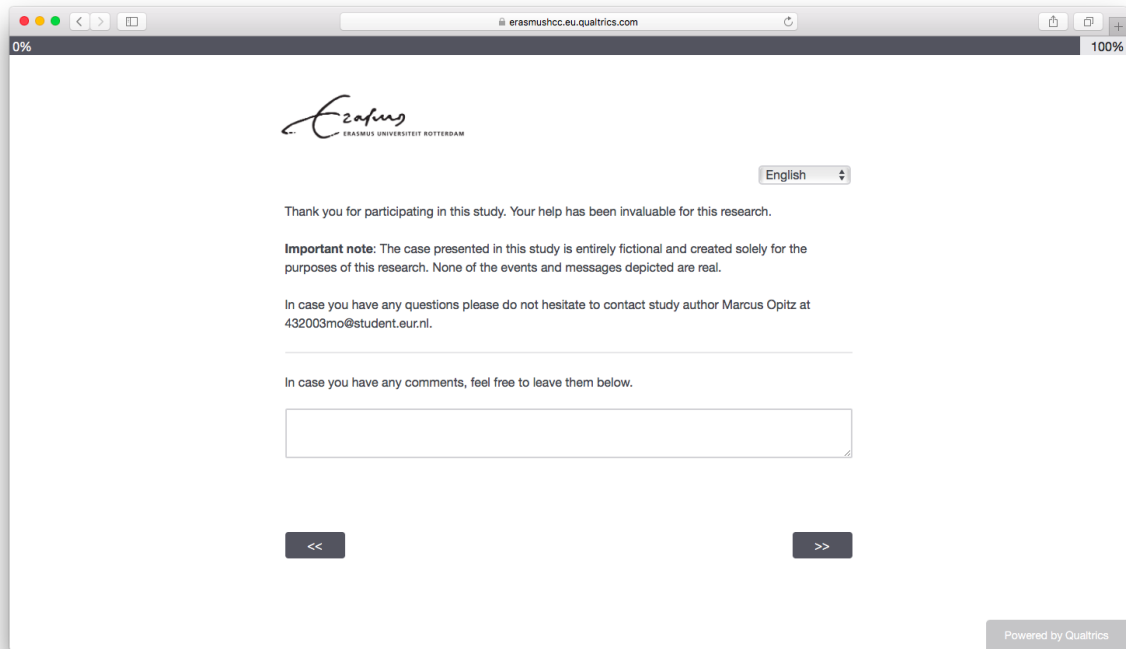 erasmushcc.eu.qualtrics.com
0%
100%
Erasmus
ERASMUS UNIVERSITEIT ROTTERDAM
English
Thank you for participating in this study. Your help has been invaluable for this research.
Important note: The case presented in this study is entirely fictional and created solely for the
purposes of this research. None of the events and messages depicted are real.
In case you have any questions please do not hesitate to contact study author Marcus Opitz at
432003mo@student.eur.nl.
In case you have any comments, feel free to leave them below.
<<
>>
Powered by Qualtrics